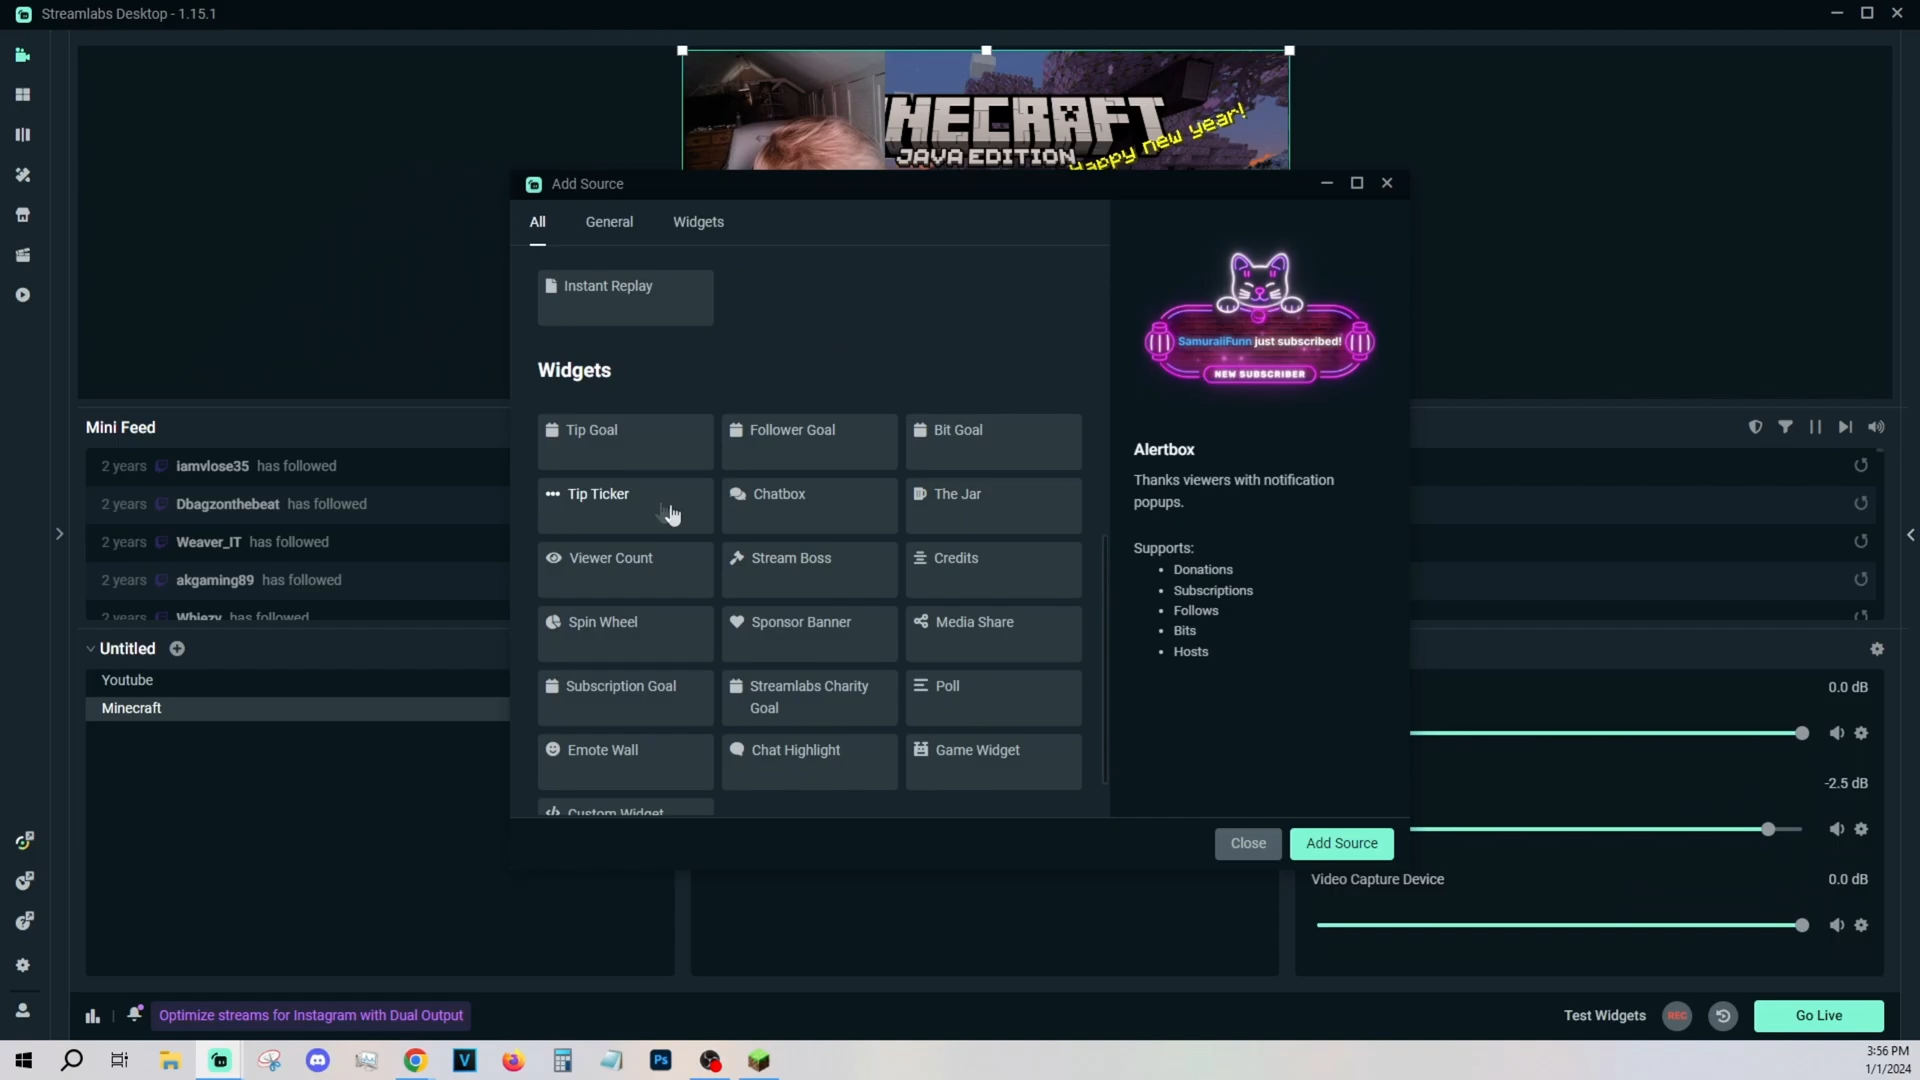 Streamlabs Desktop - 1.15.1
NECRAFT
JAVA EDITION
Happy new year!
Add Source
All
General
Widgets
Instant Replay
Widgets
Tip Goal
Follower Goal
Bit Goal
Tip Ticker
Chatbox
The Jar
Viewer Count
Stream Boss
Credits
Spin Wheel
Sponsor Banner
Media Share
Subscription Goal
Streamlabs Charity
Goal
Poll
Emote Wall
Chat Highlight
Game Widget
Custom Widget
SamuraiiFunn just subscribed!
NEW SUBSCRIBER
Alertbox
Thanks viewers with notification
popups.
Supports:
• Donations
• Subscriptions
• Follows
• Bits
• Hosts
Close
Add Source
Mini Feed
2 years iamvlose35 has followed
2 years Dbagzonthebeat has followed
2 years Weaver_IT has followed
2 years akgaming89 has followed
2 years Whiezy has followed
Untitled
Youtube
Minecraft
0.0 dB
-2.5 dB
Video Capture Device
0.0 dB
Optimize streams for Instagram with Dual Output
Test Widgets
REC
Go Live
V
Ps
3:56 PM
1/1/2024